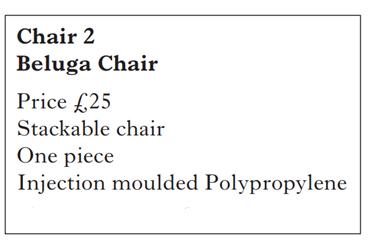 Chair 2
Beluga Chair
Price £25
Stackable chair
One piece
Injection moulded Polypropylene